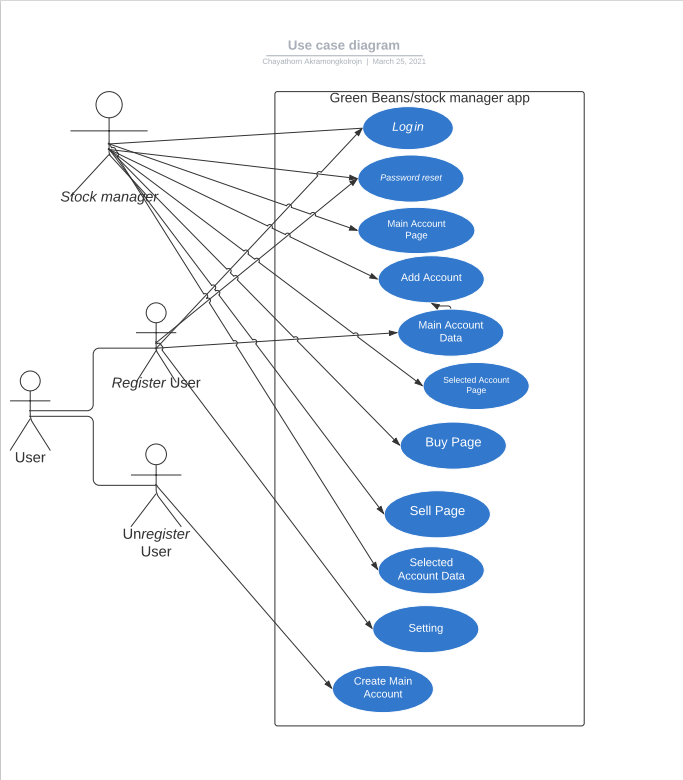 Use case diagram
Chayathorn Akramongkolrojn | March 25, 2021
Green Beans/stock manager app
Login
Stock manager
Password reset
Main Account
Page
Add Account
Main Account
Data
Register User
Selected Account
Page
Buy Page
User
Sell Page
Unregister
User
Selected
Account Data
Setting
Create Main
Account